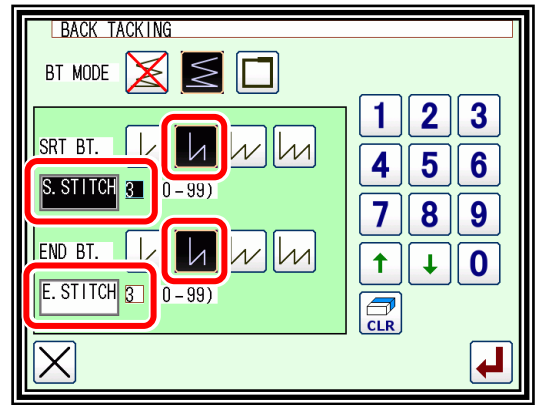 BACK TACKING
BT MODE
SRT BT.
S.STITCH 3 0-99)
END BT.
E.STITCH 3 0-99)
1 2 3
4 5 6
7 8 9
↑ ↓ 0
CLR